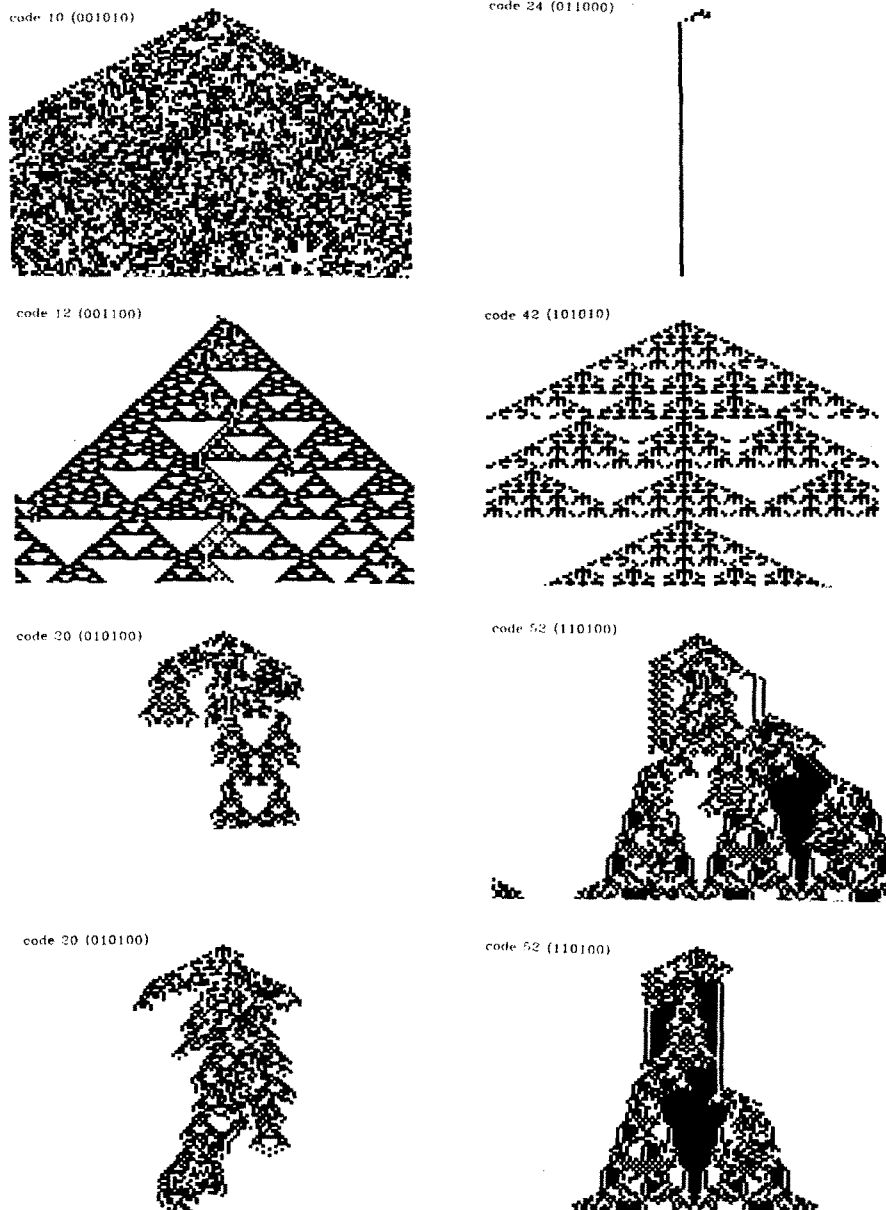 code 10 (001010)
code 24 (011000)
code 12 (001100)
code 42 (101010)
code 20 (010100)
code 52 (110100)
code 20 (010100)
code 52 (110100)